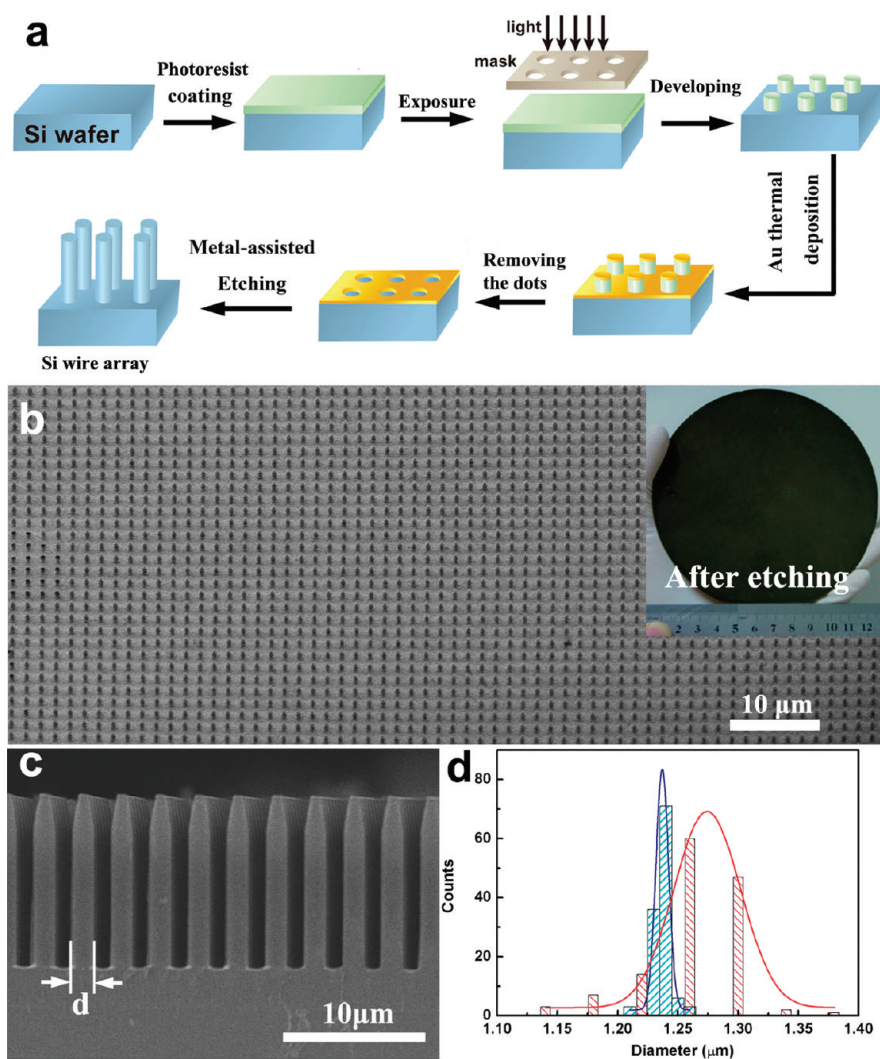 a
light
mask
Photoresist
coating
Exposure
Developing
Si wafer
Au thermal
deposition
Metal-assisted
Etching
Removing
the dots
Si wire array
b
After etching
2 3 4 5 6 7 8 9 10 11 12
10 μm
c
d
10μm
d
Counts
80
60
40
20
0
1.10 1.15 1.20 1.25 1.30 1.35 1.40
Diameter (μm)